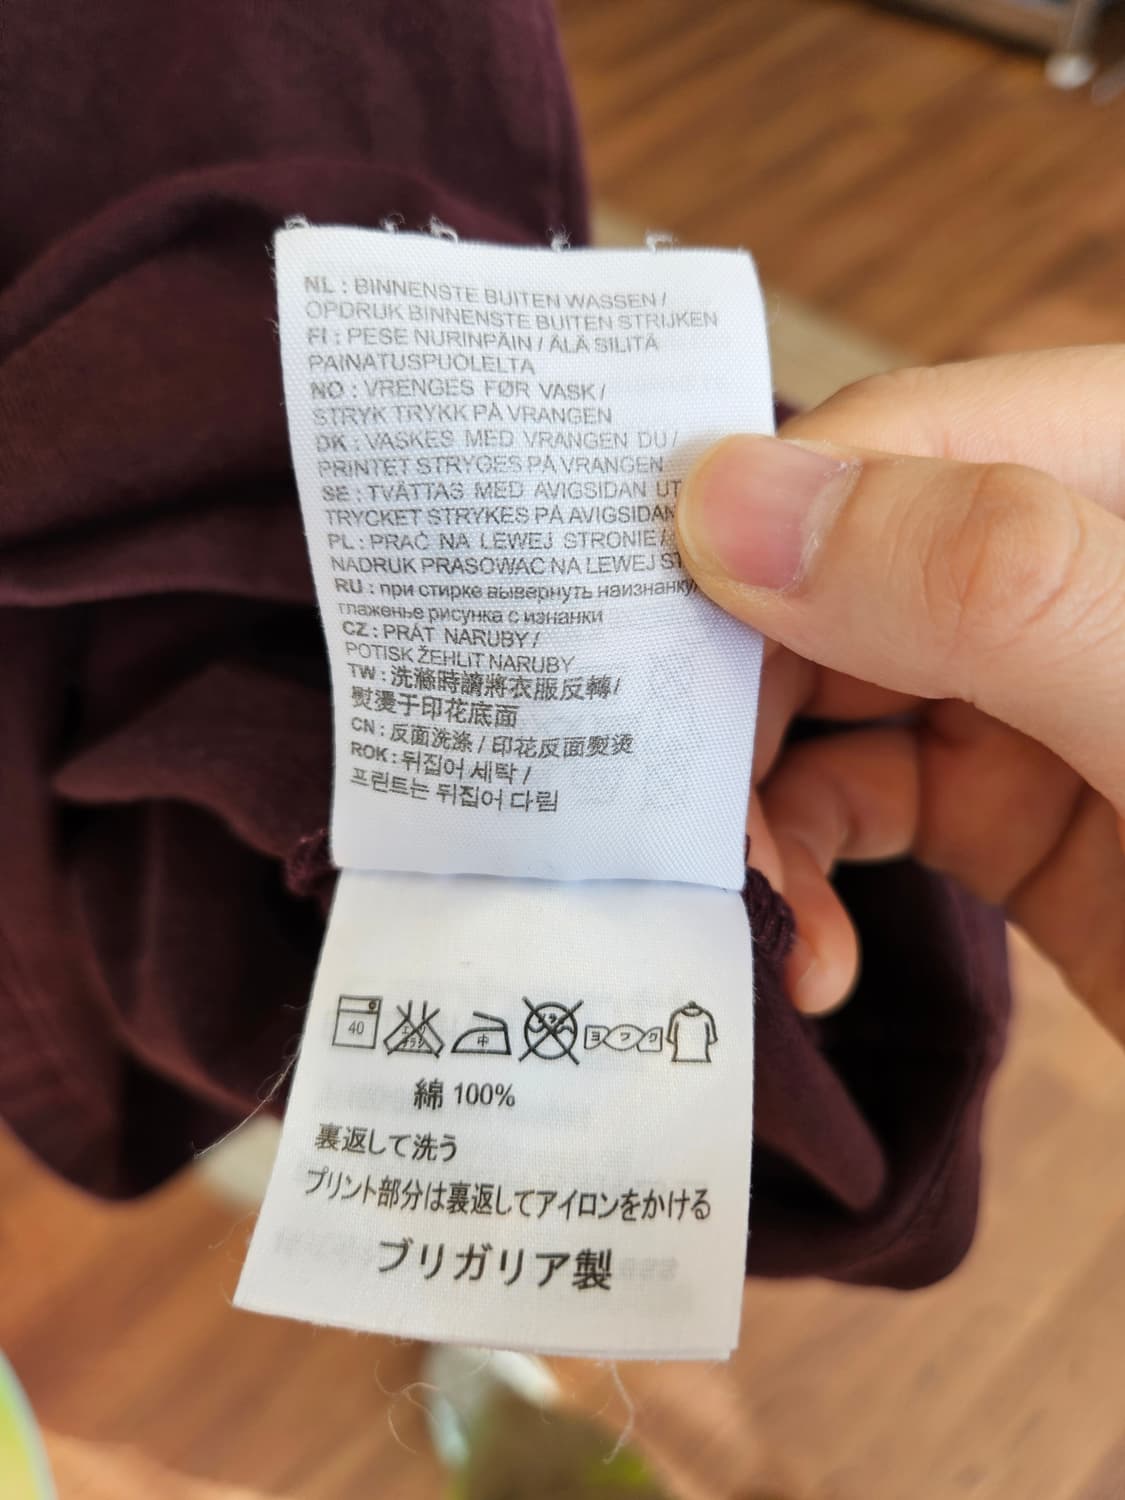 NL : BINNENSTE BUITEN WASSEN /
OPDRUK BINNENSTE BUITEN STRIJKEN
FI : PESE NURINPÄIN / ÄLÄ SILITÄ
PAINATUSPUOLELTA
NO : VRENGES FØR VASK /
STRYK TRYKK PÅ VRANGEN
DK : VASKES MED VRANGEN DU /
PRINTET STRYGES PÅ VRANGEN
SE : TVÄTTAS MED AVIGSIDAN UT
TRYCKET STRYKES PÅ AVIGSIDAN
PL : PRAĆ NA LEWEJ STRONIE /
NADRUK PRASOWAĆ NA LEWEJ
RU : при стирке вывернуть наизнанку/
глаженье рисунка с изнанки
CZ : PRÁT NARUBY /
POTISK ŽEHLIT NARUBY
TW : 洗滌時請將衣服反轉/
熨燙于印花底面
CN : 反面洗涤 / 印花反面熨烫
ROK : 뒤집어 세탁 /
프린트는 뒤집어 다림
40 中 ヨワク
綿 100%
裏返して洗う
プリント部分は裏返してアイロンをかける
ブリガリア製